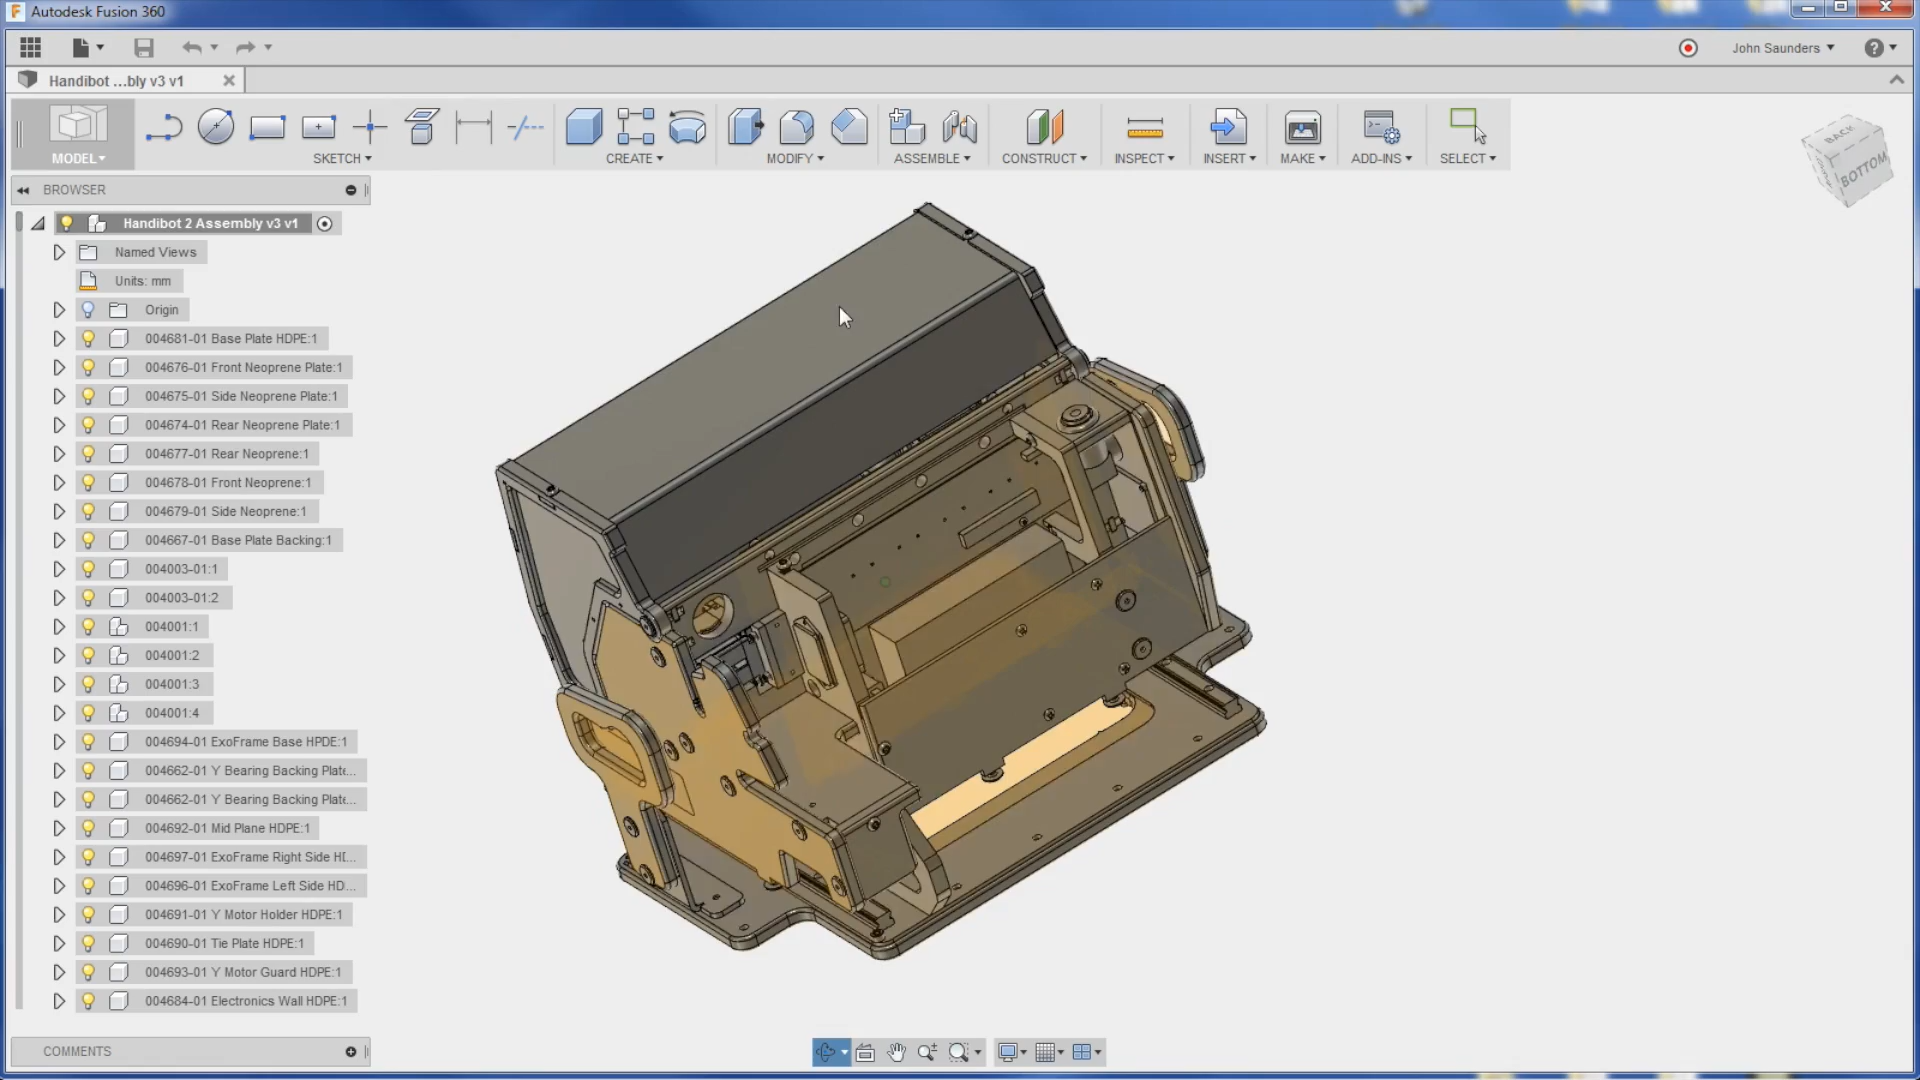 Autodesk Fusion 360
John Saunders
Handibot ...bly v3 v1
MODEL
SKETCH
CREATE
MODIFY
ASSEMBLE
CONSTRUCT
INSPECT
INSERT
MAKE
ADD-INS
SELECT
BACK
BOTTOM
BROWSER
Handibot 2 Assembly v3 v1
Named Views
Units: mm
Origin
004681-01 Base Plate HDPE:1
004676-01 Front Neoprene Plate:1
004675-01 Side Neoprene Plate:1
004674-01 Rear Neoprene Plate:1
004677-01 Rear Neoprene:1
004678-01 Front Neoprene:1
004679-01 Side Neoprene:1
004667-01 Base Plate Backing:1
004003-01:1
004003-01:2
004001:1
004001:2
004001:3
004001:4
004694-01 ExoFrame Base HPDE:1
004662-01 Y Bearing Backing Plate...
004662-01 Y Bearing Backing Plate...
004692-01 Mid Plane HDPE:1
004697-01 ExoFrame Right Side HD...
004696-01 ExoFrame Left Side HD...
004691-01 Y Motor Holder HDPE:1
004690-01 Tie Plate HDPE:1
004693-01 Y Motor Guard HDPE:1
004684-01 Electronics Wall HDPE:1
COMMENTS